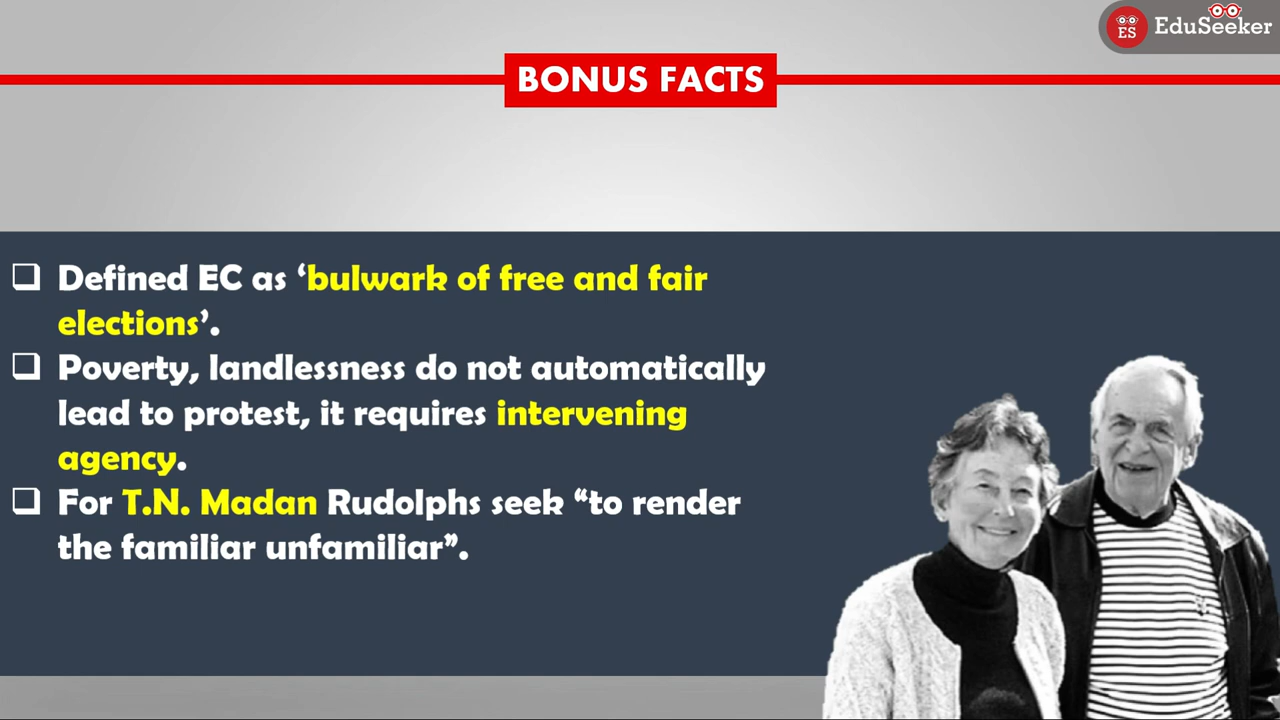 ES EduSeeker
BONUS FACTS
❑ Defined EC as ‘bulwark of free and fair
elections’.
❑ Poverty, landlessness do not automatically
lead to protest, it requires intervening
agency.
❑ For T.N. Madan Rudolphs seek “to render
the familiar unfamiliar”.